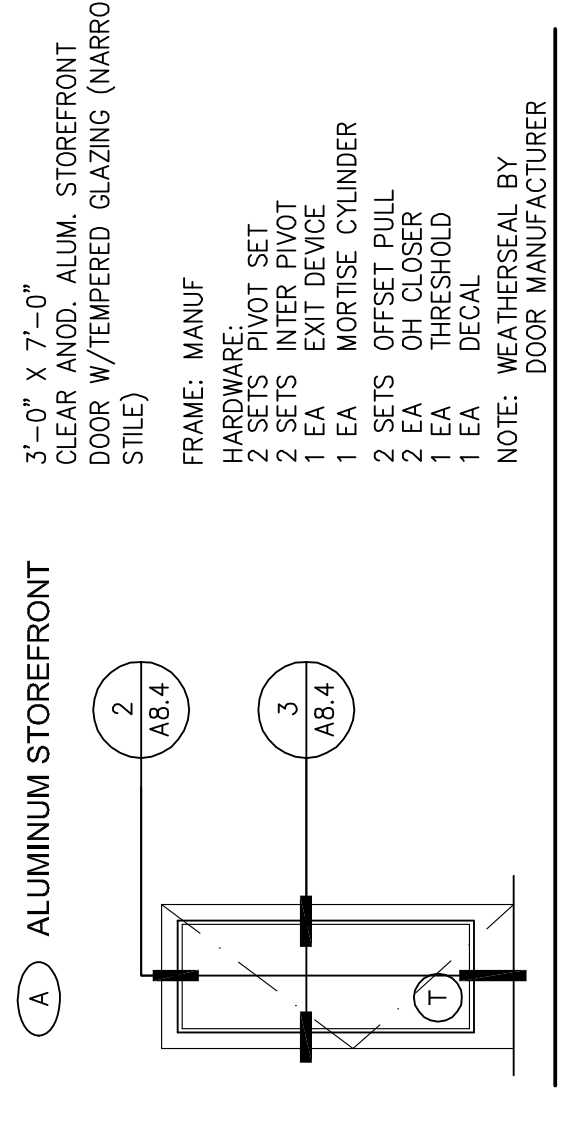 A ALUMINUM STOREFRONT
2
A8.4
3
A8.4
T
3'-0" X 7'-0"
CLEAR ANOD. ALUM. STOREFRONT
DOOR W/TEMPERED GLAZING (NARRO
STILE)
FRAME: MANUF
HARDWARE:
2 SETS PIVOT SET
2 SETS INTER PIVOT
1 EA EXIT DEVICE
1 EA MORTISE CYLINDER
2 SETS OFFSET PULL
2 EA OH CLOSER
1 EA THRESHOLD
1 EA DECAL
NOTE: WEATHERSEAL BY
DOOR MANUFACTURER